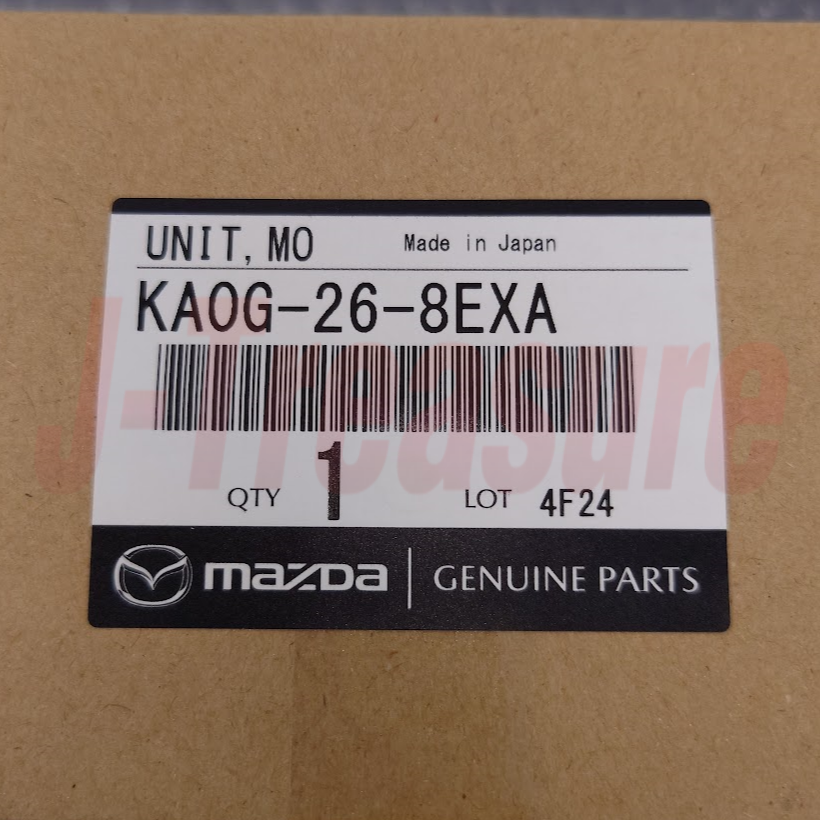 UNIT, MO Made in Japan
KA0G-26-8EXA
QTY 1 LOT 4F24
mazda GENUINE PARTS
J-Treasure